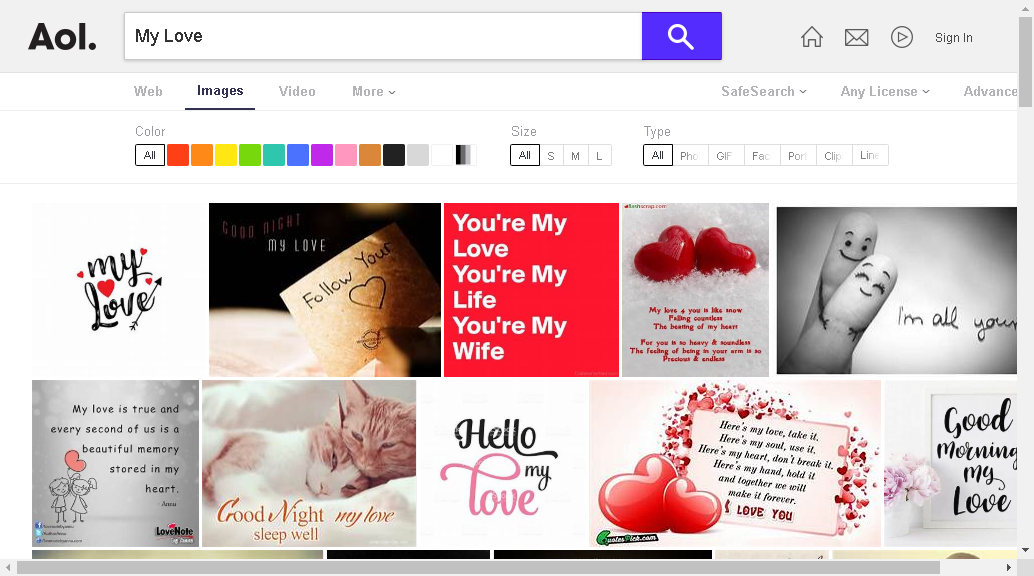 Aol.
My Love
Sign In
Web
Images
Video
More
SafeSearch
Any License
Advance
Color
Size
Type
All
All
S
M
L
All
Pho
GIF
Fac
Por
Clip
Line
my
Love
GOOD NIGHT
MY LOVE
Follow Your
You're My
Love
You're My
Life
You're My
Wife
flashscrap.com
My love 4 you is like snow
Falling countless
The beating of my heart
For you is so heavy & soundless
The feeling of being in your arm is so
Precious & endless
I'm all your
My love is true and
every second of us is a
beautiful memory
stored in my
heart.
Anna
LoveNote
Good Night my love
sleep well
Hello
my
love
Here's my love, take it.
Here's my soul, use it.
Here's my heart, don't break it.
Here's my hand, hold it
and together we will
make it forever.
I LOVE YOU
QuotesPick.com
Good
morning
my
Love